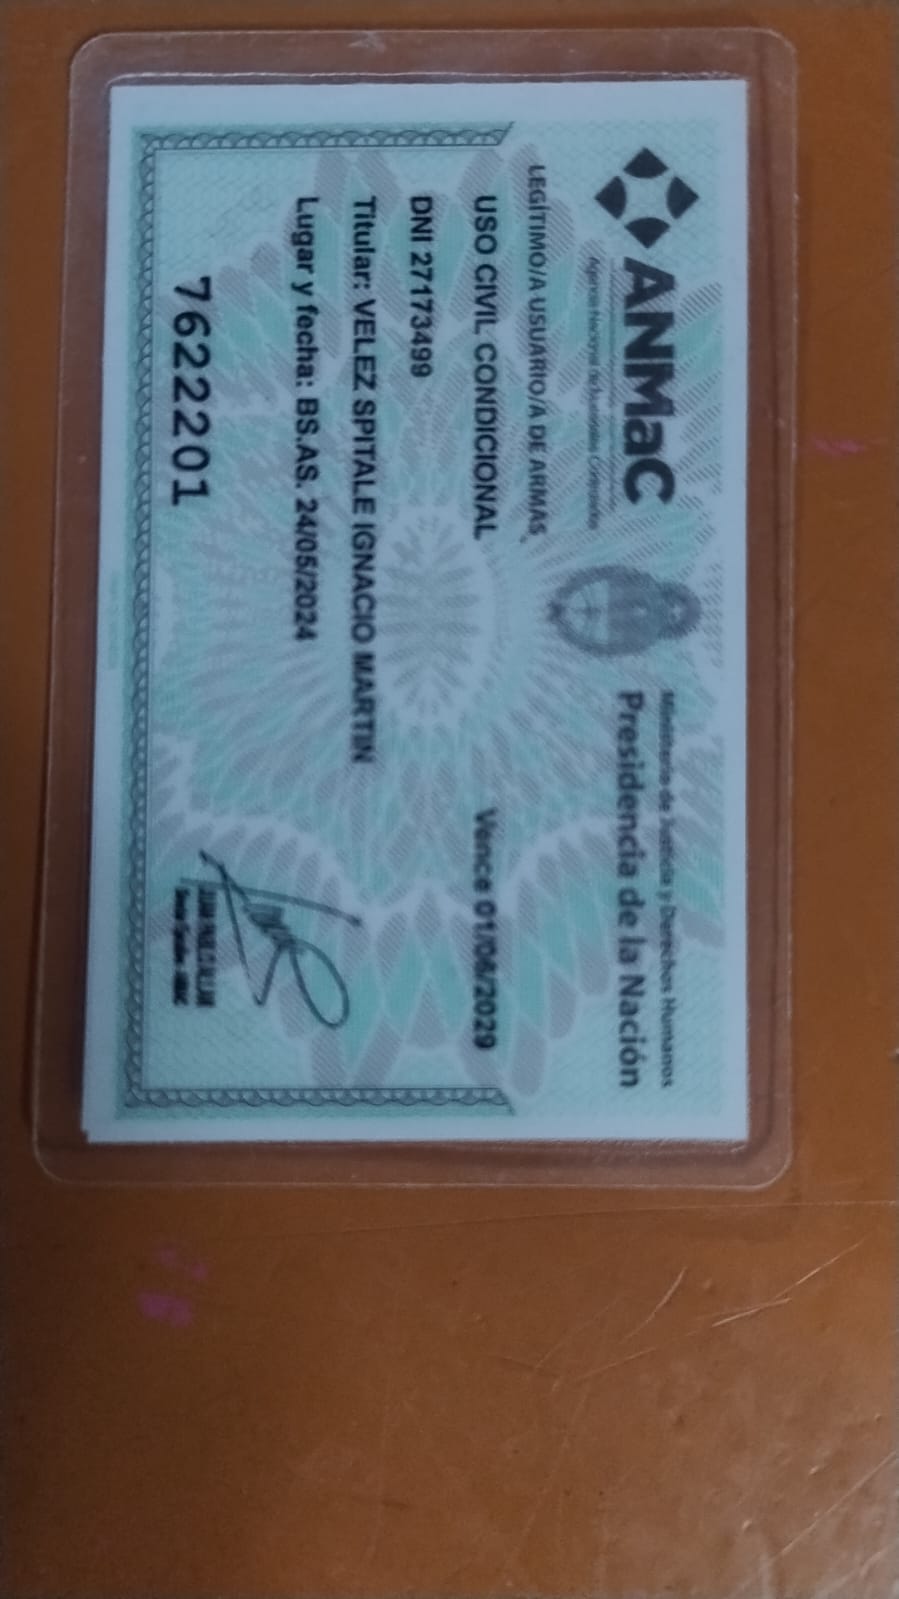 ANMaC
Agencia Nacional de Materiales Controlados
Ministerio de Justicia y Derechos Humanos
Presidencia de la Nación
LEGÍTIMO/A USUARIO/A DE ARMAS
USO CIVIL CONDICIONAL
Vence 01/06/2029
DNI 27173499
Titular: VELEZ SPITALE IGNACIO MARTIN
Lugar y fecha: BS.AS. 24/05/2024
7622201